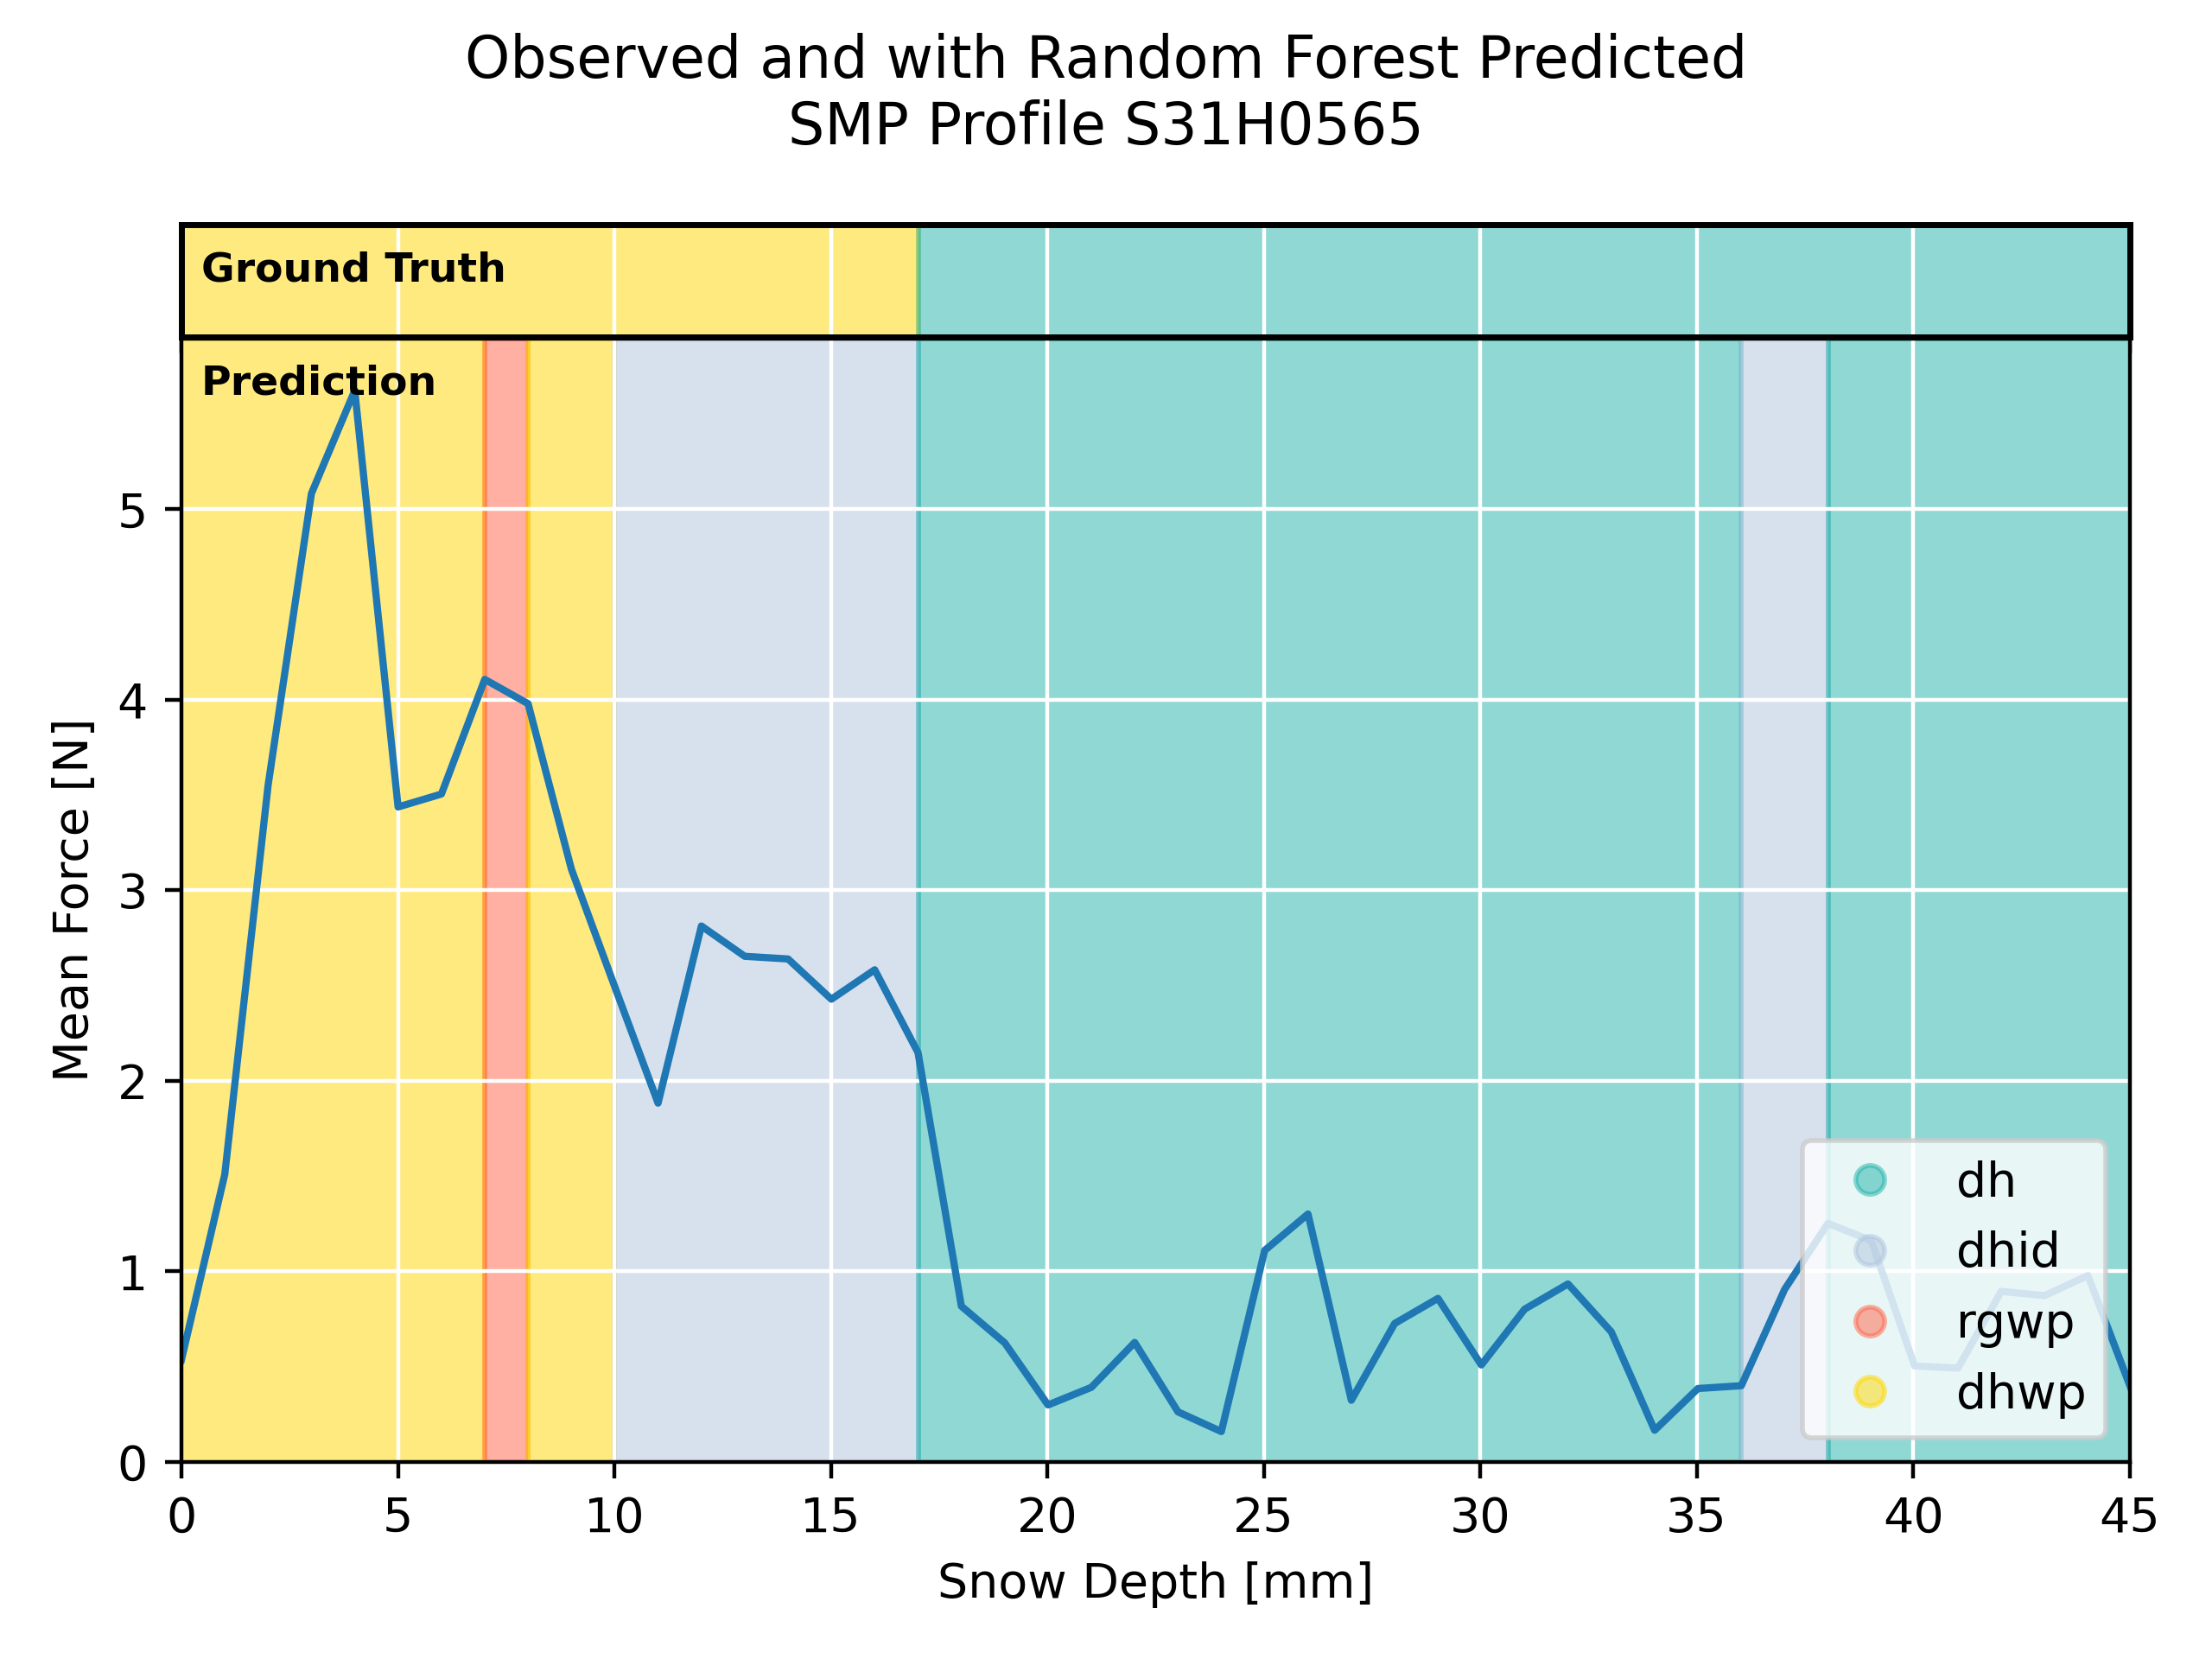 Observed and with Random Forest Predicted
SMP Profile S31H0565
Ground Truth
Prediction
Mean Force [N]
5
4
3
2
1
0
dh
dhid
rgwp
dhwp
0 5 10 15 20 25 30 35 40 45
Snow Depth [mm]